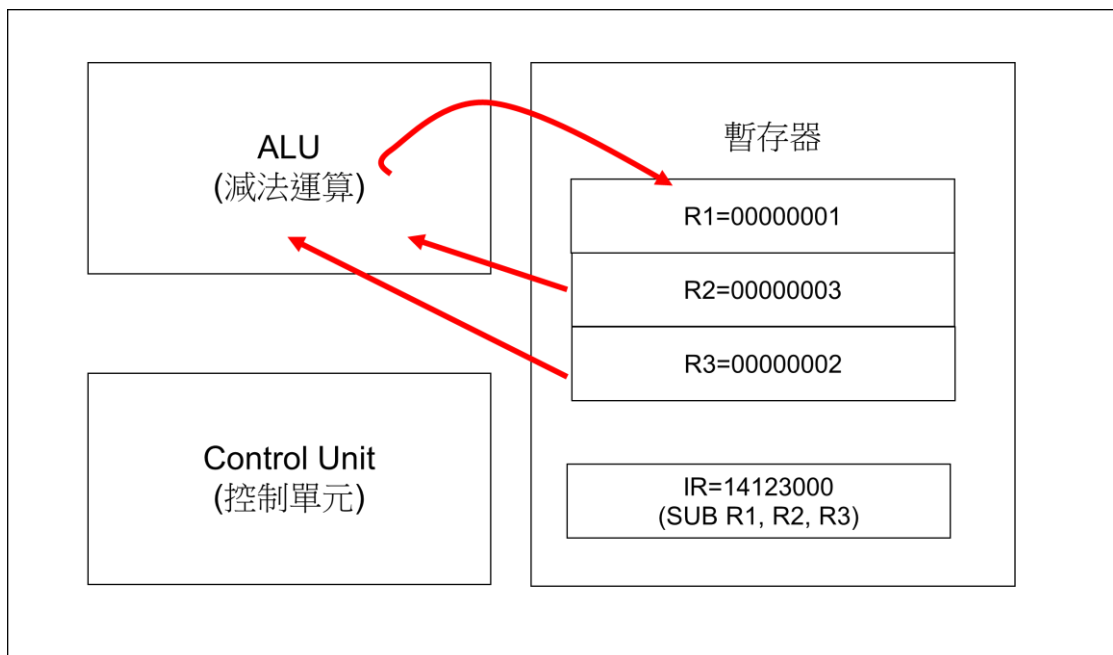 ALU
(减法運算)
暫存器
R1=00000001
R2=00000003
R3=00000002
Control Unit
(控制單元)
IR=14123000
(SUB R1, R2, R3)